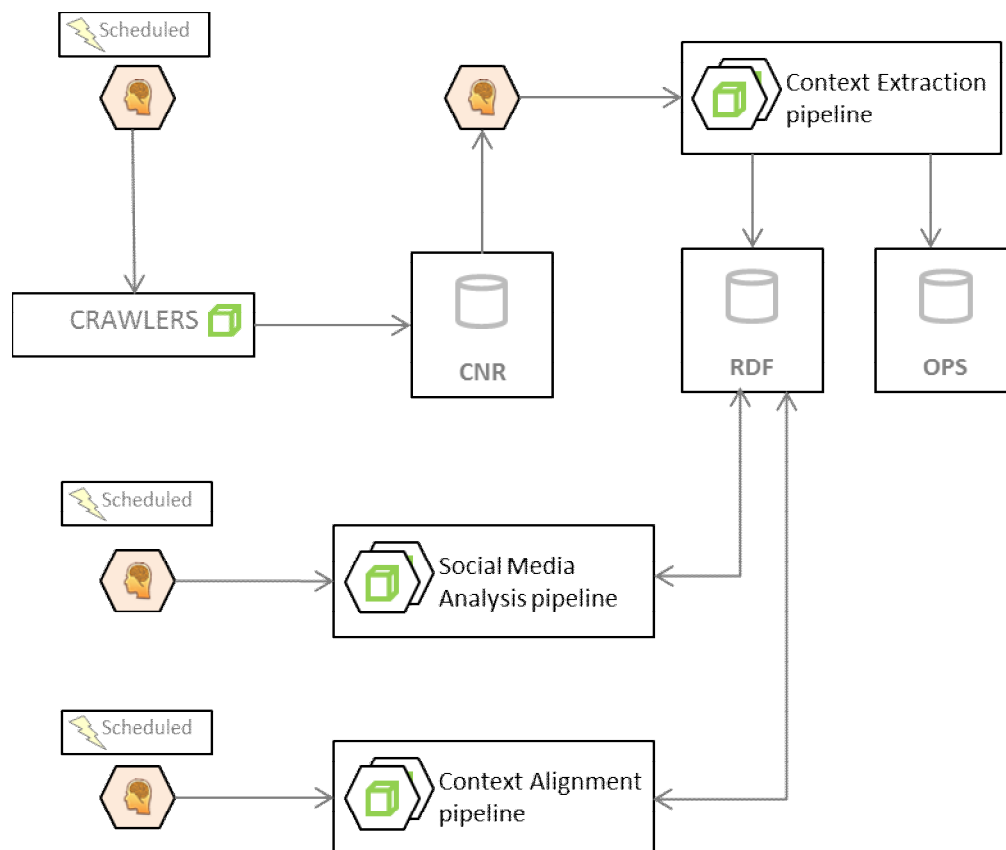 Scheduled
Context Extraction
pipeline
CRAWLERS
CNR
RDF
OPS
Scheduled
Social Media
Analysis pipeline
Scheduled
Context Alignment
pipeline